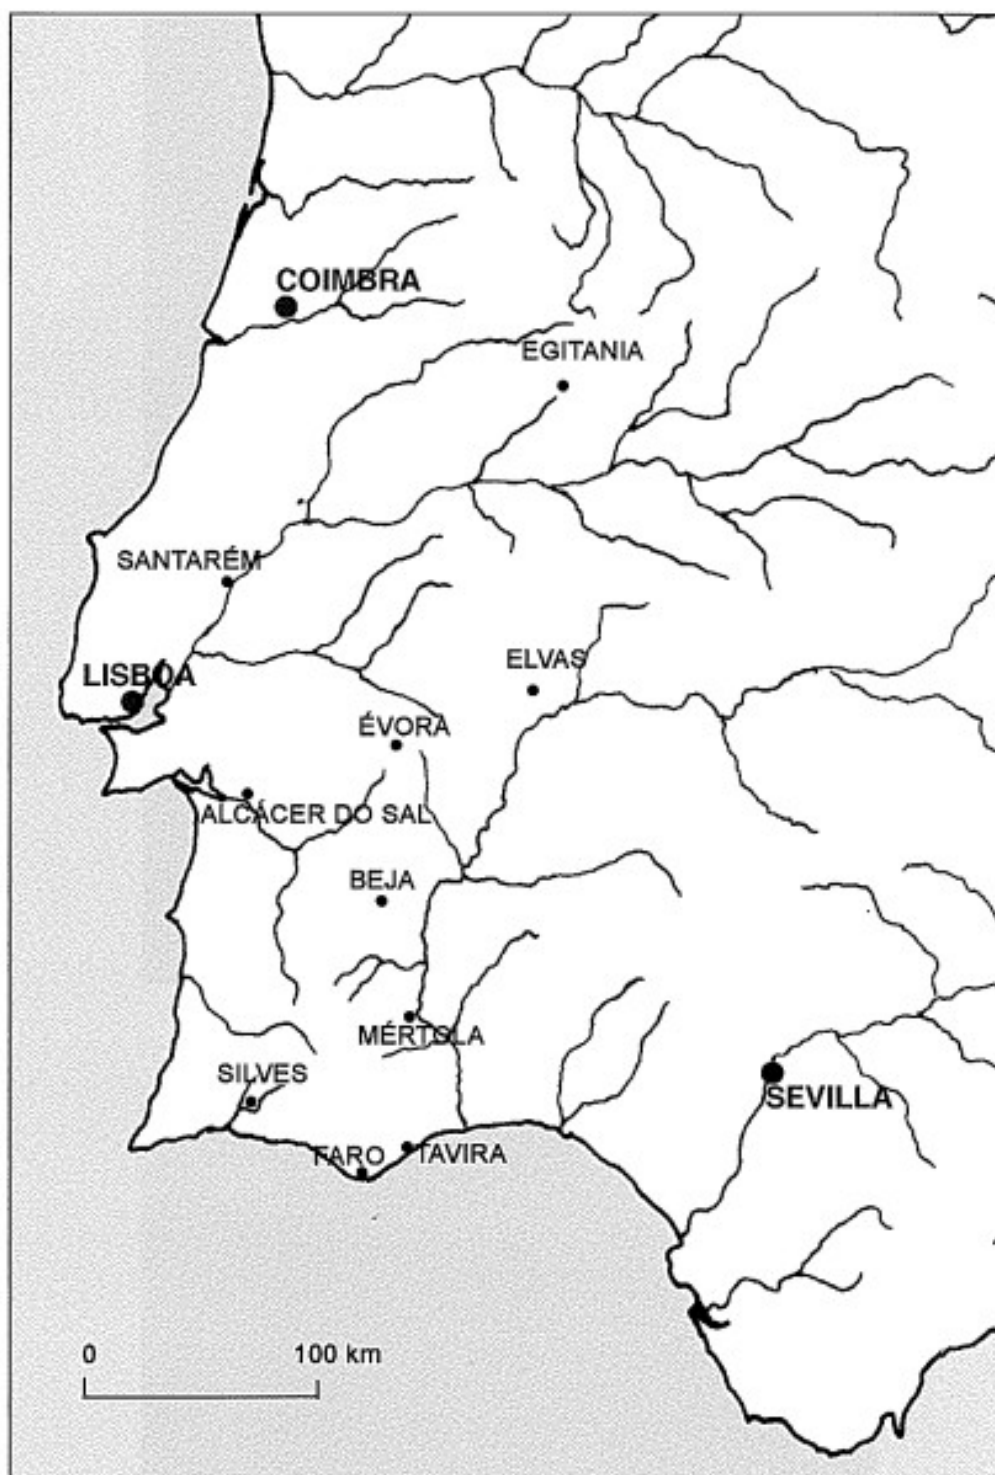 COIMBRA
EGITANIA
SANTARÉM
LISBOA
ELVAS
ÉVORA
ALCÁCER DO SAL
BEJA
MÉRTOLA
SILVES
SEVILLA
FARO
TAVIRA
0
100 km